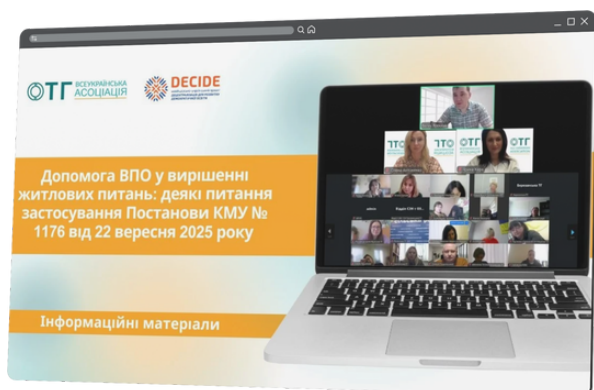 ОТГ ВСЕУКРАЇНСЬКА
АСОЦІАЦІЯ
DECIDE
Допомога ВПО у вирішенні
житлових питань: деякі питання
застосування Постанови КМУ №
1176 від 22 вересня 2025 року
Інформаційні матеріали